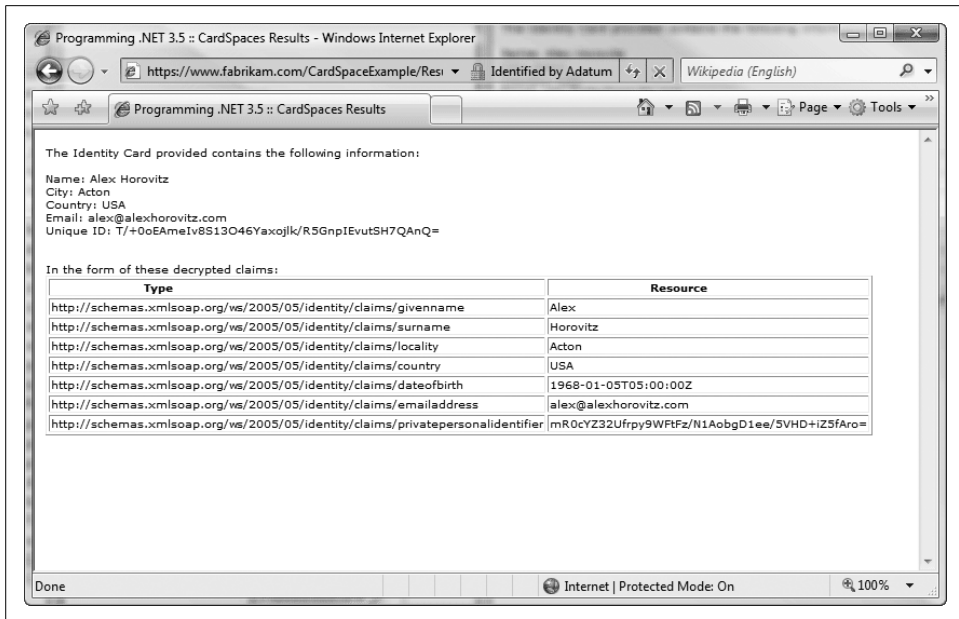 Programming .NET 3.5 :: CardSpaces Results - Windows Internet Explorer
https://www.fabrikam.com/CardSpaceExample/Resu
Identified by Adatum
Wikipedia (English)
Programming .NET 3.5 :: CardSpaces Results
Page
Tools
The Identity Card provided contains the following information:
Name: Alex Horovitz
City: Acton
Country: USA
Email: alex@alexhorovitz.com
Unique ID: T/+0oEAmeIv8S13O46Yaxojlk/R5GnpIEvutSH7QAnQ=
In the form of these decrypted claims:
Type Resource
http://schemas.xmlsoap.org/ws/2005/05/identity/claims/givenname Alex
http://schemas.xmlsoap.org/ws/2005/05/identity/claims/surname Horovitz
http://schemas.xmlsoap.org/ws/2005/05/identity/claims/locality Acton
http://schemas.xmlsoap.org/ws/2005/05/identity/claims/country USA
http://schemas.xmlsoap.org/ws/2005/05/identity/claims/dateofbirth 1968-01-05T05:00:00Z
http://schemas.xmlsoap.org/ws/2005/05/identity/claims/emailaddress alex@alexhorovitz.com
http://schemas.xmlsoap.org/ws/2005/05/identity/claims/privatepersonalidentifier mR0cYZ32Ufrpy9WFtFz/N1AobgD1ee/5VHD+iZ5fAro=
Done
Internet | Protected Mode: On
100%